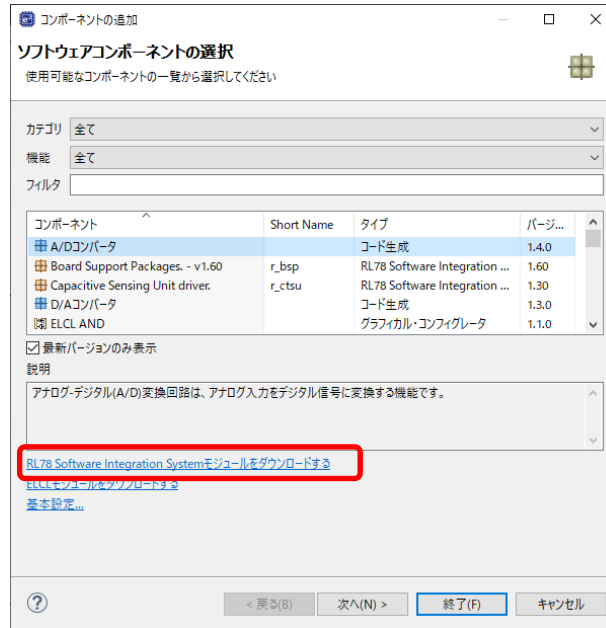 コンポーネントの追加
ソフトウェアコンポーネントの選択
使用可能なコンポーネントの一覧から選択してください
カテゴリ 全て
機能 全て
フィルタ
コンポーネント Short Name タイプ バージ...
A/Dコンバータ コード生成 1.4.0
Board Support Packages. - v1.60 r_bsp RL78 Software Integration ... 1.60
Capacitive Sensing Unit driver. r_ctsu RL78 Software Integration ... 1.30
D/Aコンバータ コード生成 1.3.0
ELCL AND グラフィカル・コンフィグレータ 1.1.0
最新バージョンのみ表示
説明
アナログ-デジタル(A/D)変換回路は、アナログ入力をデジタル信号に変換する機能です。
RL78 Software Integration Systemモジュールをダウンロードする
ELCLモジュールをダウンロードする
基本設定...
? < 戻る(B) 次へ(N) > 終了(F) キャンセル